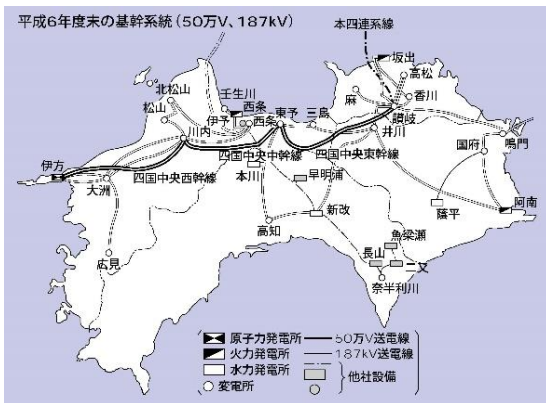 平成6年度末の基幹系統（50万V、187kV）
本四連系線
坂出
高松
麻
香川
讃岐
北松山
松山
壬生川
伊予
西条
西条
東予
三島
井川
鳴門
国府
川内
四国中央中幹線
四国中央東幹線
伊方
四国中央西幹線
大洲
本川
早明浦
蔭平
阿南
新改
高知
魚梁瀬
広見
長山
二又
奈半利川
原子力発電所
50万V送電線
火力発電所
187kV送電線
水力発電所
他社設備
変電所